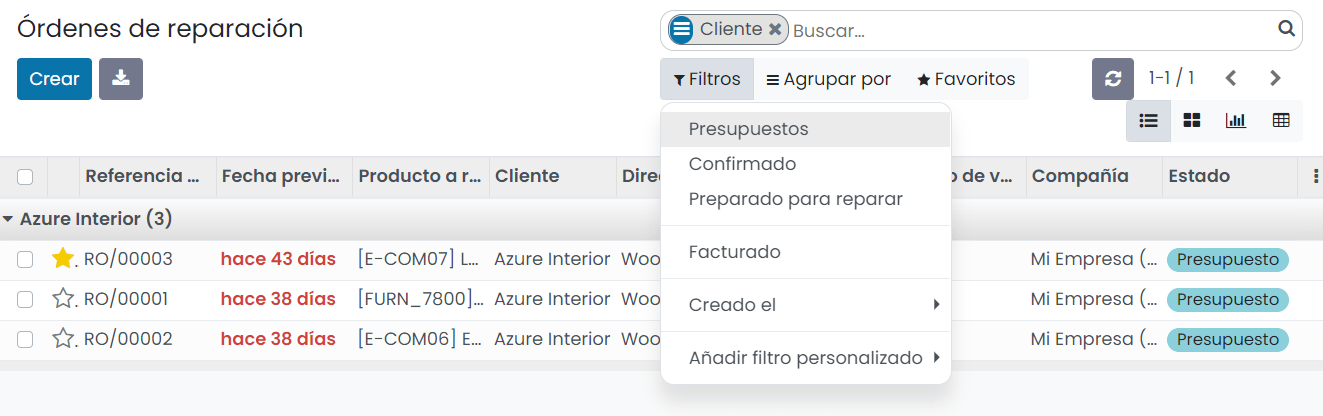 Órdenes de reparación
Cliente Buscar...
Crear
Filtros Agrupar por Favoritos 1-1 / 1
Presupuestos
Confirmado
Preparado para reparar
Facturado
Creado el
Añadir filtro personalizado
Referencia ... Fecha previ... Producto a r... Cliente Direc o de v... Compañía Estado
Azure Interior (3)
RO/00003 hace 43 días [E-COM07] L... Azure Interior Woo Mi Empresa (... Presupuesto
RO/00001 hace 38 días [FURN_7800]... Azure Interior Woo Mi Empresa (... Presupuesto
RO/00002 hace 38 días [E-COM06] E... Azure Interior Woo Mi Empresa (... Presupuesto